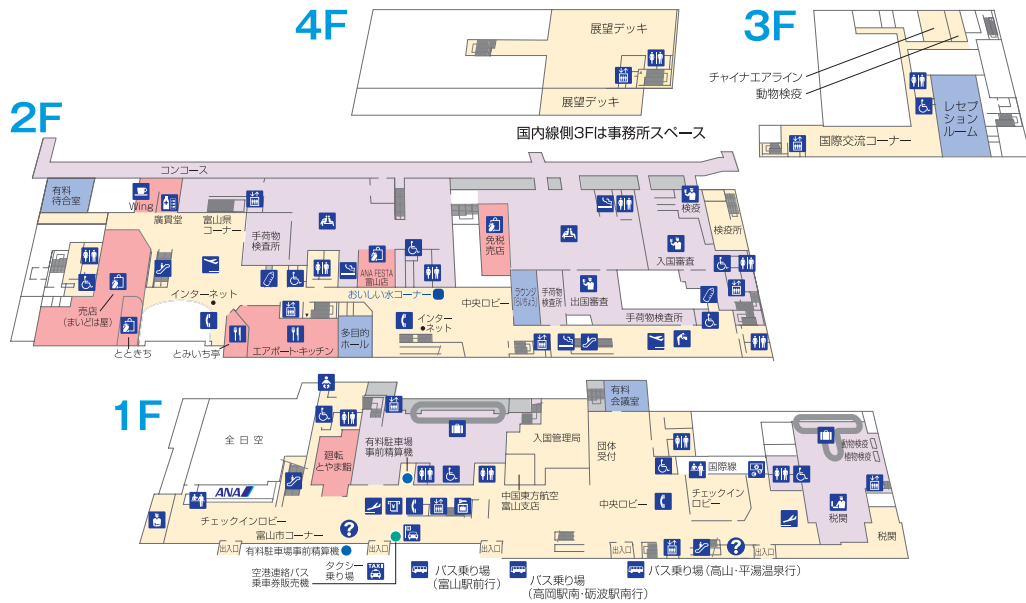 4F
展望デッキ
展望デッキ
国内線側3Fは事務所スペース
3F
チャイナエアライン
動物検疫
レセプ
ション
ルーム
国際交流コーナー
2F
コンコース
有料
待合室
Wing
廣貫堂
富山県
コーナー
手荷物
検査所
免税
売店
検疫
検疫所
入国審査
ANA FESTA
富山店
おいしい水コーナー
中央ロビー
ラウンジ
(らいちょう)
手荷物
検査所
出国審査
手荷物検査所
売店
(まいどは屋)
インターネット
インター
ネット
ととき ち
とみいち亭
エアポート・キッチン
多目的
ホール
1F
有料
会議室
全日空
廻転
とやま鮨
有料駐車場
事前精算機
入国管理局
団体
受付
国際線
動物検疫
植物検疫
ANA
チェックインロビー
富山市コーナー
中国東方航空
富山支店
中央ロビー
チェックイン
ロビー
税関
税関
出入口
出入口
出入口
出入口
出入口
有料駐車場事前精算機
空港連絡バス
乗車券販売機
タクシー
乗り場
TAXI
バス乗り場
(富山駅前行)
バス乗り場
(高岡駅南・砺波駅南行)
バス乗り場(高山・平湯温泉行)